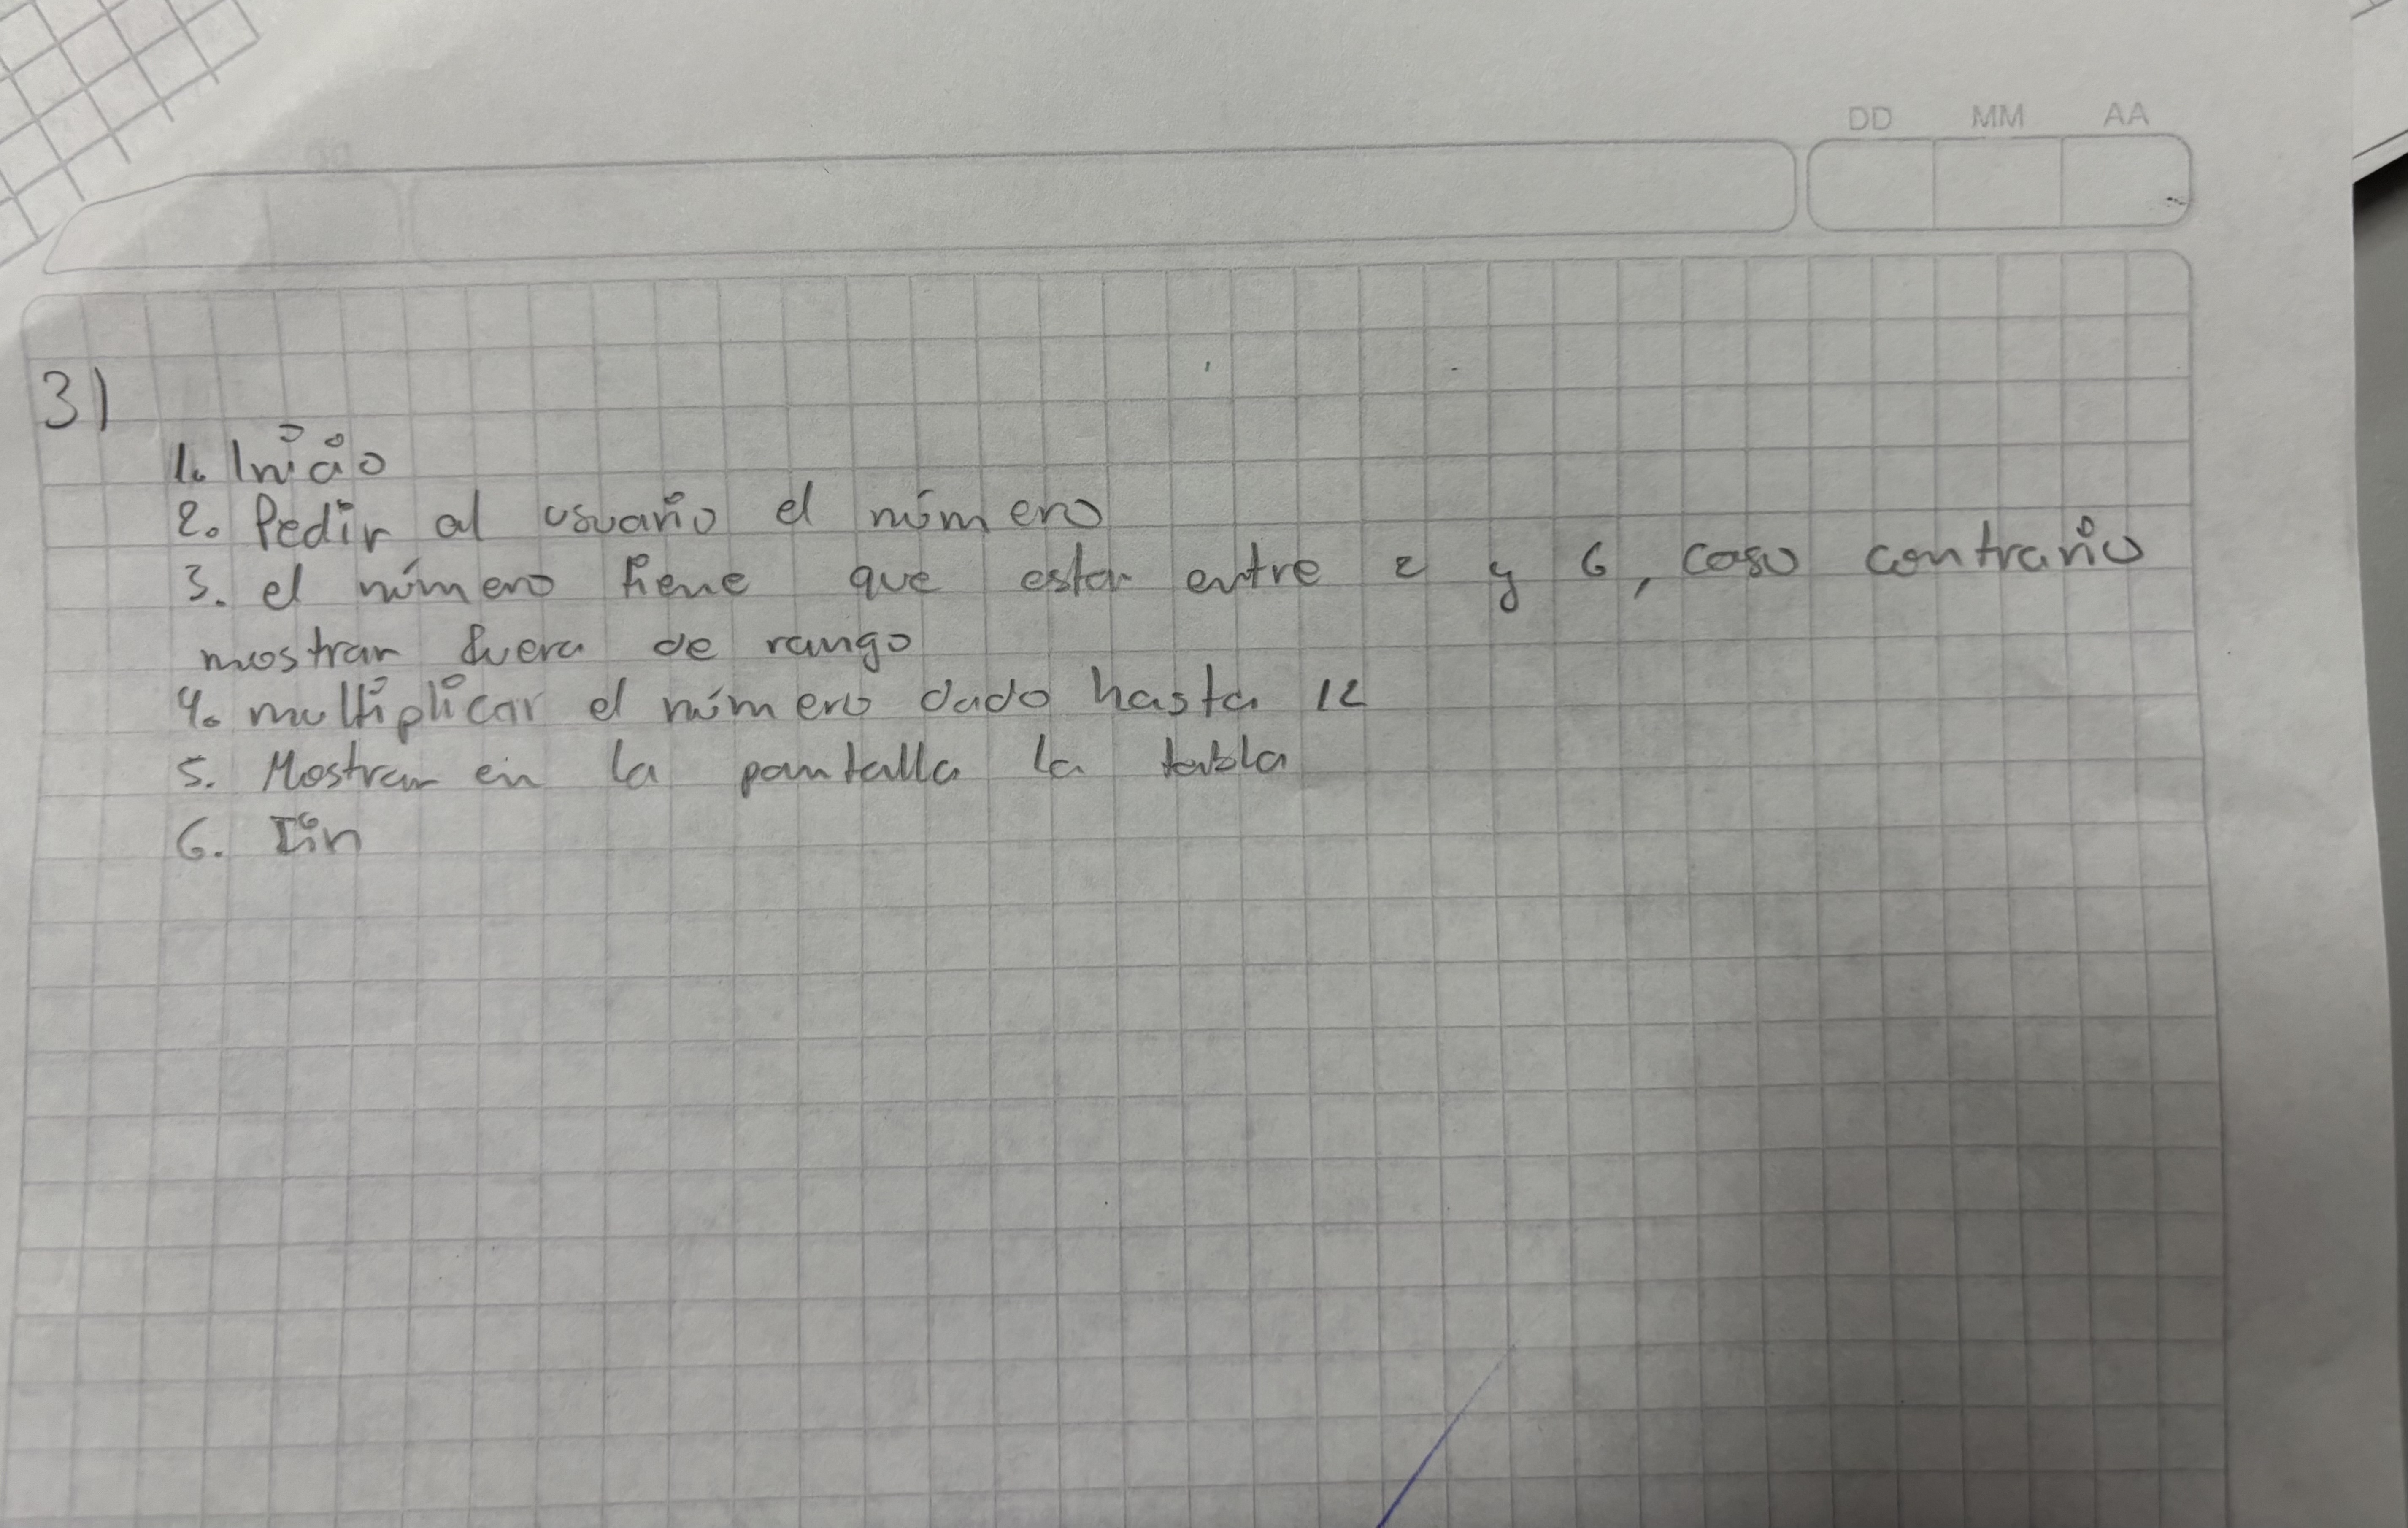 DD MM AA
3)
1. Inicio
2. Pedir al usuario el número
3. el número tiene que estar entre 2 y 6, caso contrario
mostrar fuera de rango
4. multiplicar el número dado hasta 12
5. Mostrar en la pantalla la tabla
6. Fin